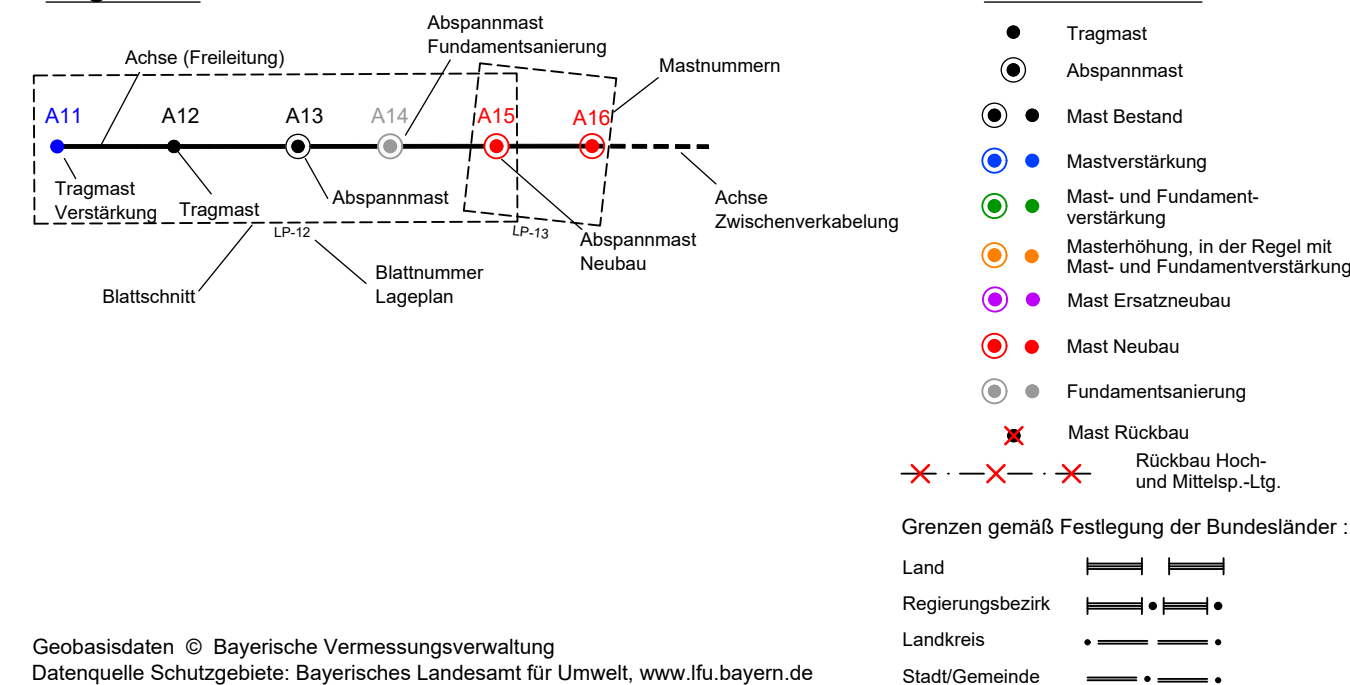 Abspannmast
Fundamentsanierung
Achse (Freileitung)
Mastnummern
A11
A12
A13
A14
A15
A16
Tragmast
Verstärkung
Tragmast
Abspannmast
Achse
Zwischenverkabelung
LP-12
LP-13
Abspannmast
Neubau
Blattschnitt
Blattnummer
Lageplan
Tragmast
Abspannmast
Mast Bestand
Mastverstärkung
Mast- und Fundament-
verstärkung
Masterhöhung, in der Regel mit
Mast- und Fundamentverstärkung
Mast Ersatzneubau
Mast Neubau
Fundamentsanierung
Mast Rückbau
Rückbau Hoch-
und Mittelsp.-Ltg.
Grenzen gemäß Festlegung der Bundesländer :
Land
Regierungsbezirk
Landkreis
Stadt/Gemeinde
Geobasisdaten © Bayerische Vermessungsverwaltung
Datenquelle Schutzgebiete: Bayerisches Landesamt für Umwelt, www.lfu.bayern.de